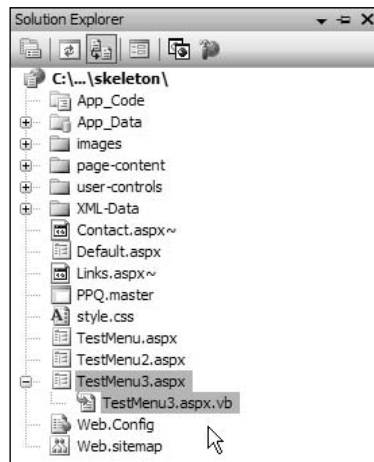 Solution Explorer
C:\...\skeleton\
App_Code
App_Data
images
page-content
user-controls
XML-Data
Contact.aspx~
Default.aspx
Links.aspx~
PPQ.master
style.css
TestMenu.aspx
TestMenu2.aspx
TestMenu3.aspx
TestMenu3.aspx.vb
Web.Config
Web.sitemap